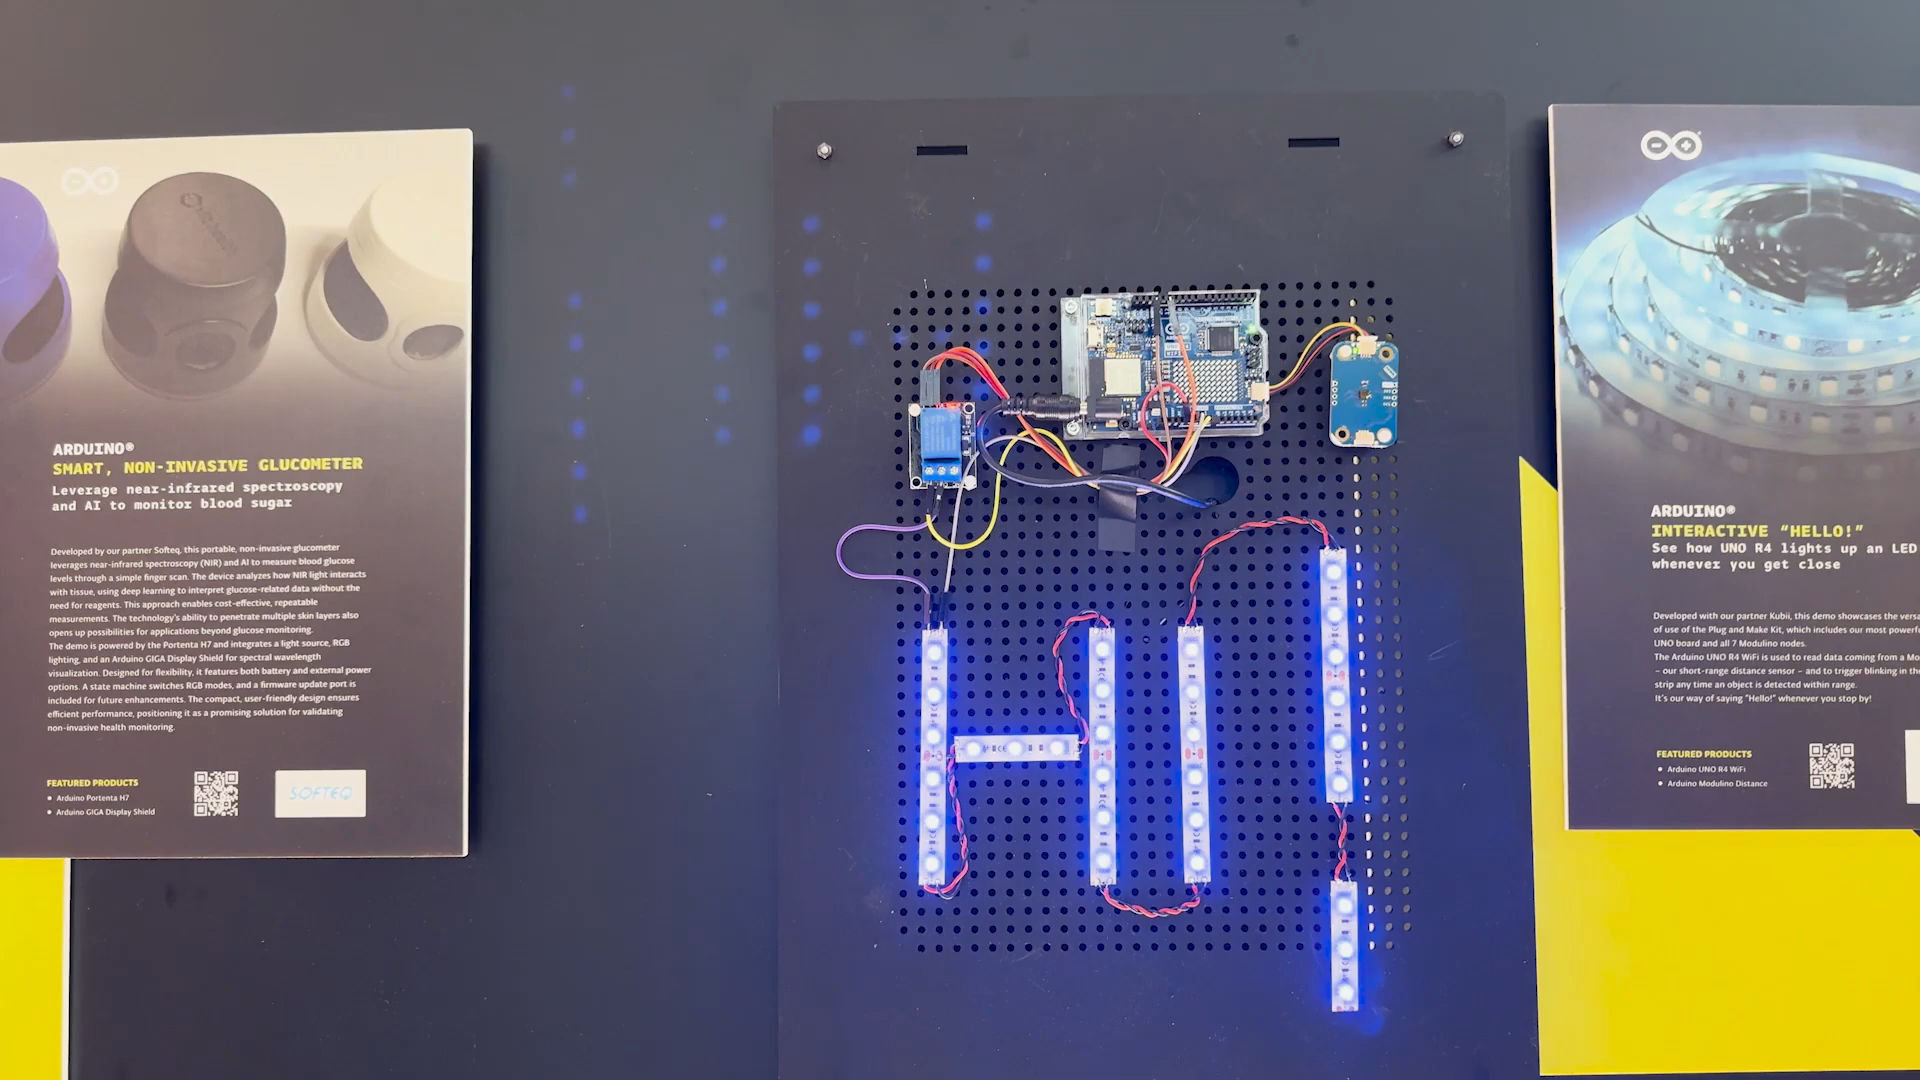 ARDUINO®
SMART, NON-INVASIVE GLUCOMETER
Leverage near-infrared spectroscopy
and AI to monitor blood sugar
Developed by our partner Softeq, this portable, non-invasive glucometer
leverages near-infrared spectroscopy (NIR) and AI to measure blood glucose
levels through a simple finger scan. The device analyzes how NIR light interacts
with tissue, using deep learning to interpret glucose-related data without the
need for reagents. This approach enables cost-effective, repeatable
measurements. The technology's ability to penetrate multiple skin layers also
opens up possibilities for applications beyond glucose monitoring.
The demo is powered by the Portenta H7 and integrates a light source, RGB
lighting, and an Arduino GIGA Display Shield for spectral wavelength
visualization. Designed for flexibility, it features both battery and external power
options. A state machine switches RGB modes, and a firmware update port is
included for future enhancements. The compact, user-friendly design ensures
efficient performance, positioning it as a promising solution for validating
non-invasive health monitoring.
FEATURED PRODUCTS
• Arduino Portenta H7
• Arduino GIGA Display Shield
SOFTEQ
ARDUINO®
INTERACTIVE “HELLO!”
See how UNO R4 lights up an LED
whenever you get close
Developed with our partner Kubii, this demo showcases the
of use of the Plug and Make Kit, which includes our most
UNO board and all 7 Modulino nodes.
The Arduino UNO R4 WiFi is used to read data coming from a
– our short-range distance sensor – and to trigger blinking in the
strip any time an object is detected within range.
It's our way of saying “Hello!” whenever you stop by!
FEATURED PRODUCTS
• Arduino UNO R4 WiFi
• Arduino Modulino Distance